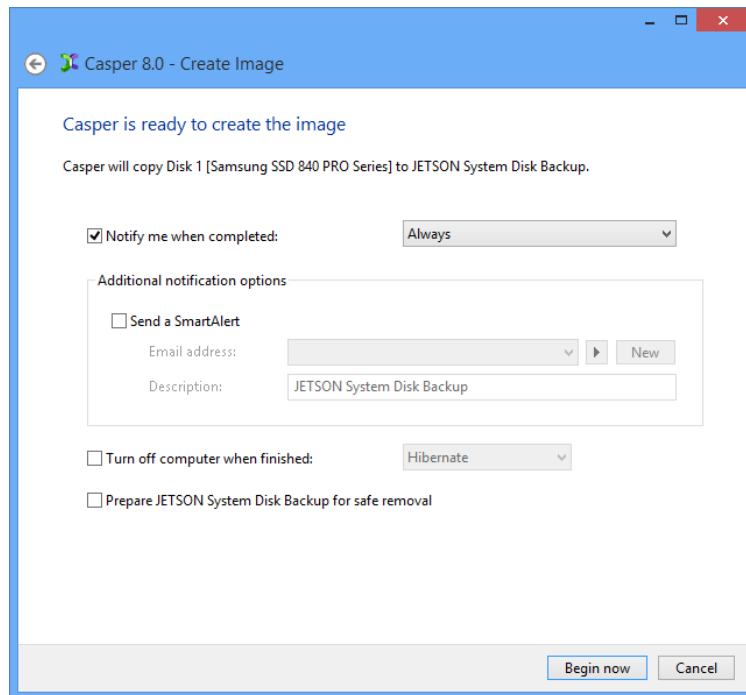 Casper 8.0 - Create Image
Casper is ready to create the image
Casper will copy Disk 1 [Samsung SSD 840 PRO Series] to JETSON System Disk Backup.
Notify me when completed: Always
Additional notification options
Send a SmartAlert
Email address: New
Description: JETSON System Disk Backup
Turn off computer when finished: Hibernate
Prepare JETSON System Disk Backup for safe removal
Begin now Cancel